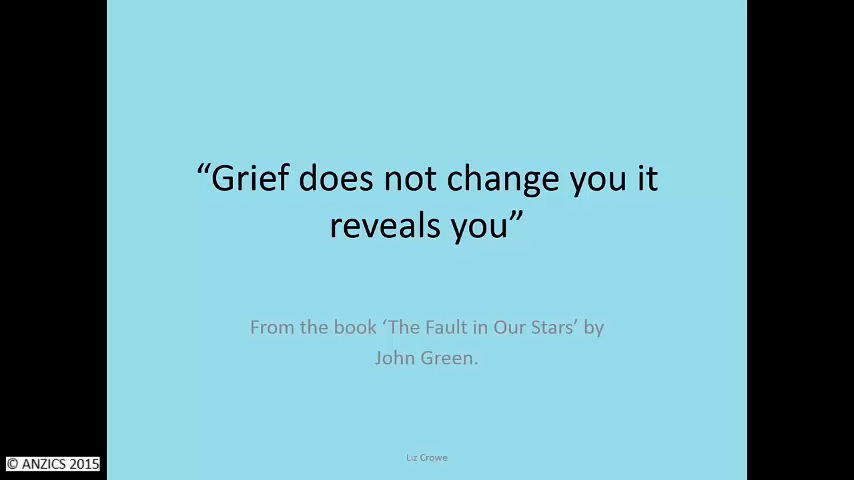 “Grief does not change you it
reveals you”
From the book ‘The Fault in Our Stars’ by
John Green.
Liz Crowe
© ANZICS 2015